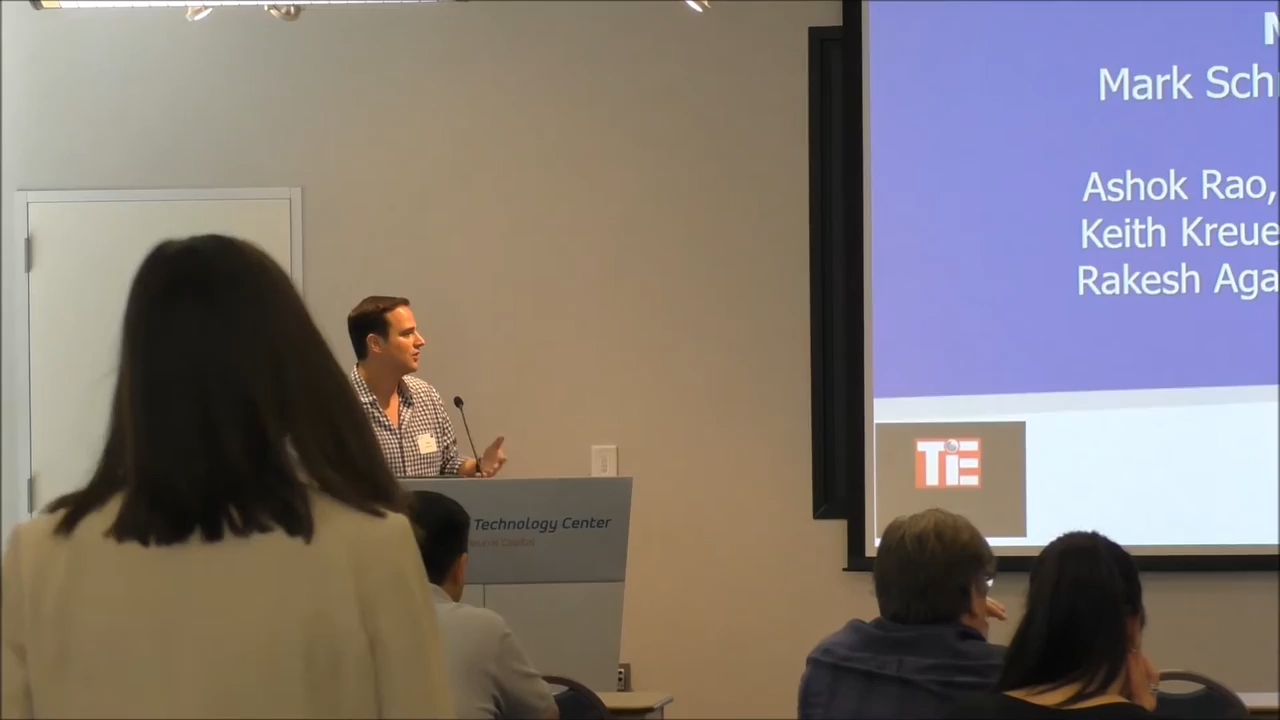 Mark Sch
Ashok Rao,
Keith Kreue
Rakesh Aga
TiE
Technology Center